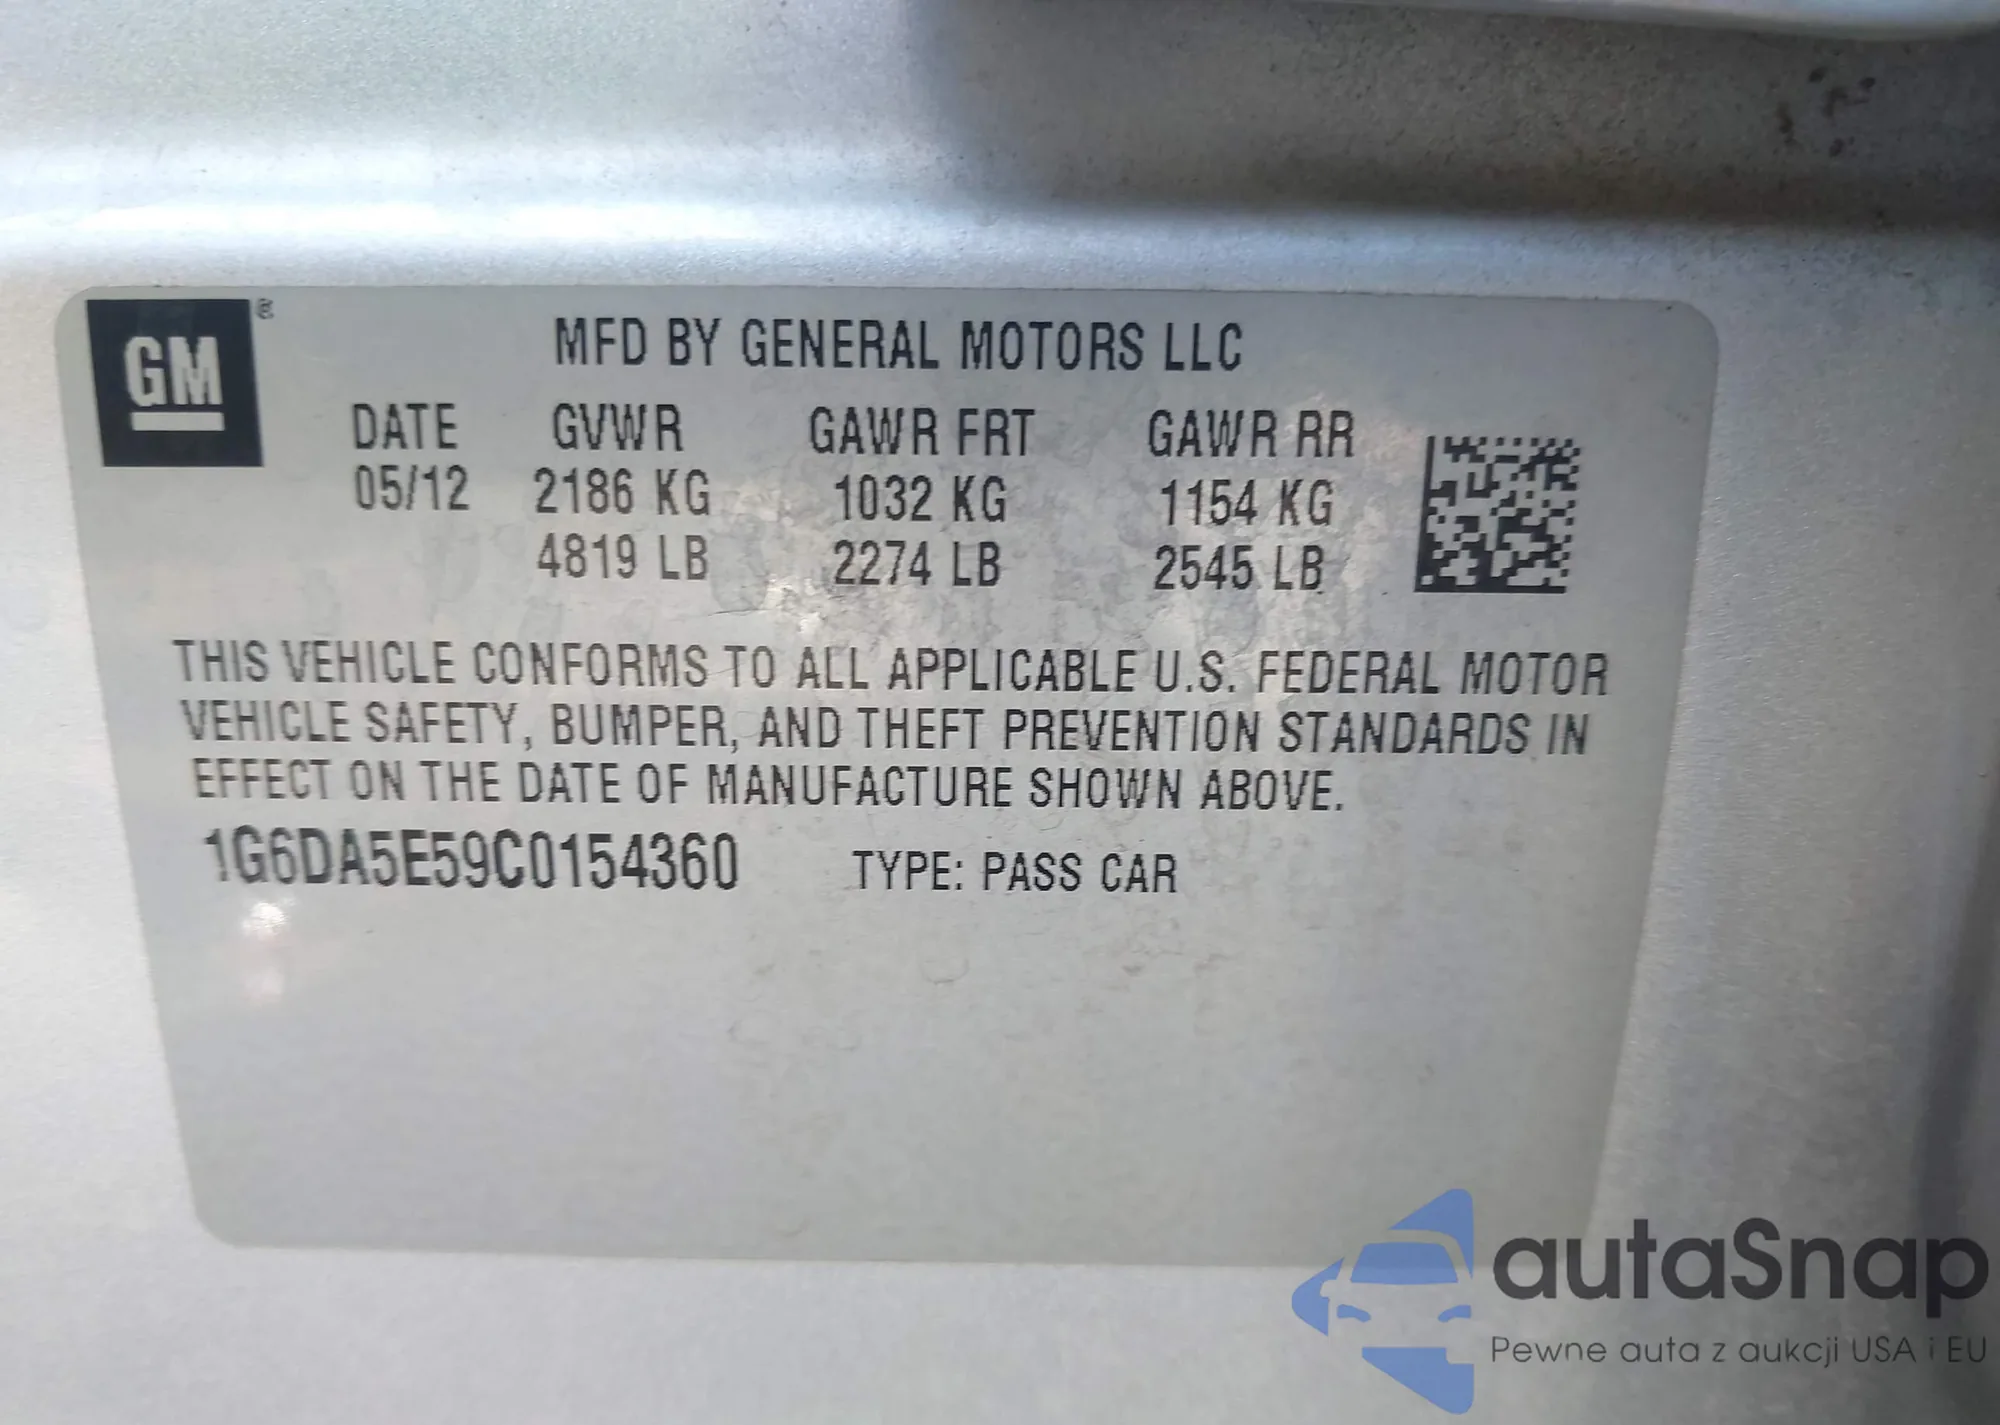 GM ®
MFD BY GENERAL MOTORS LLC
DATE GVWR GAWR FRT GAWR RR
05/12 2186 KG 1032 KG 1154 KG
4819 LB 2274 LB 2545 LB
THIS VEHICLE CONFORMS TO ALL APPLICABLE U.S. FEDERAL MOTOR
VEHICLE SAFETY, BUMPER, AND THEFT PREVENTION STANDARDS IN
EFFECT ON THE DATE OF MANUFACTURE SHOWN ABOVE.
1G6DA5E59C0154360 TYPE: PASS CAR
autaSnap
Pewne auta z aukcji USA i EU